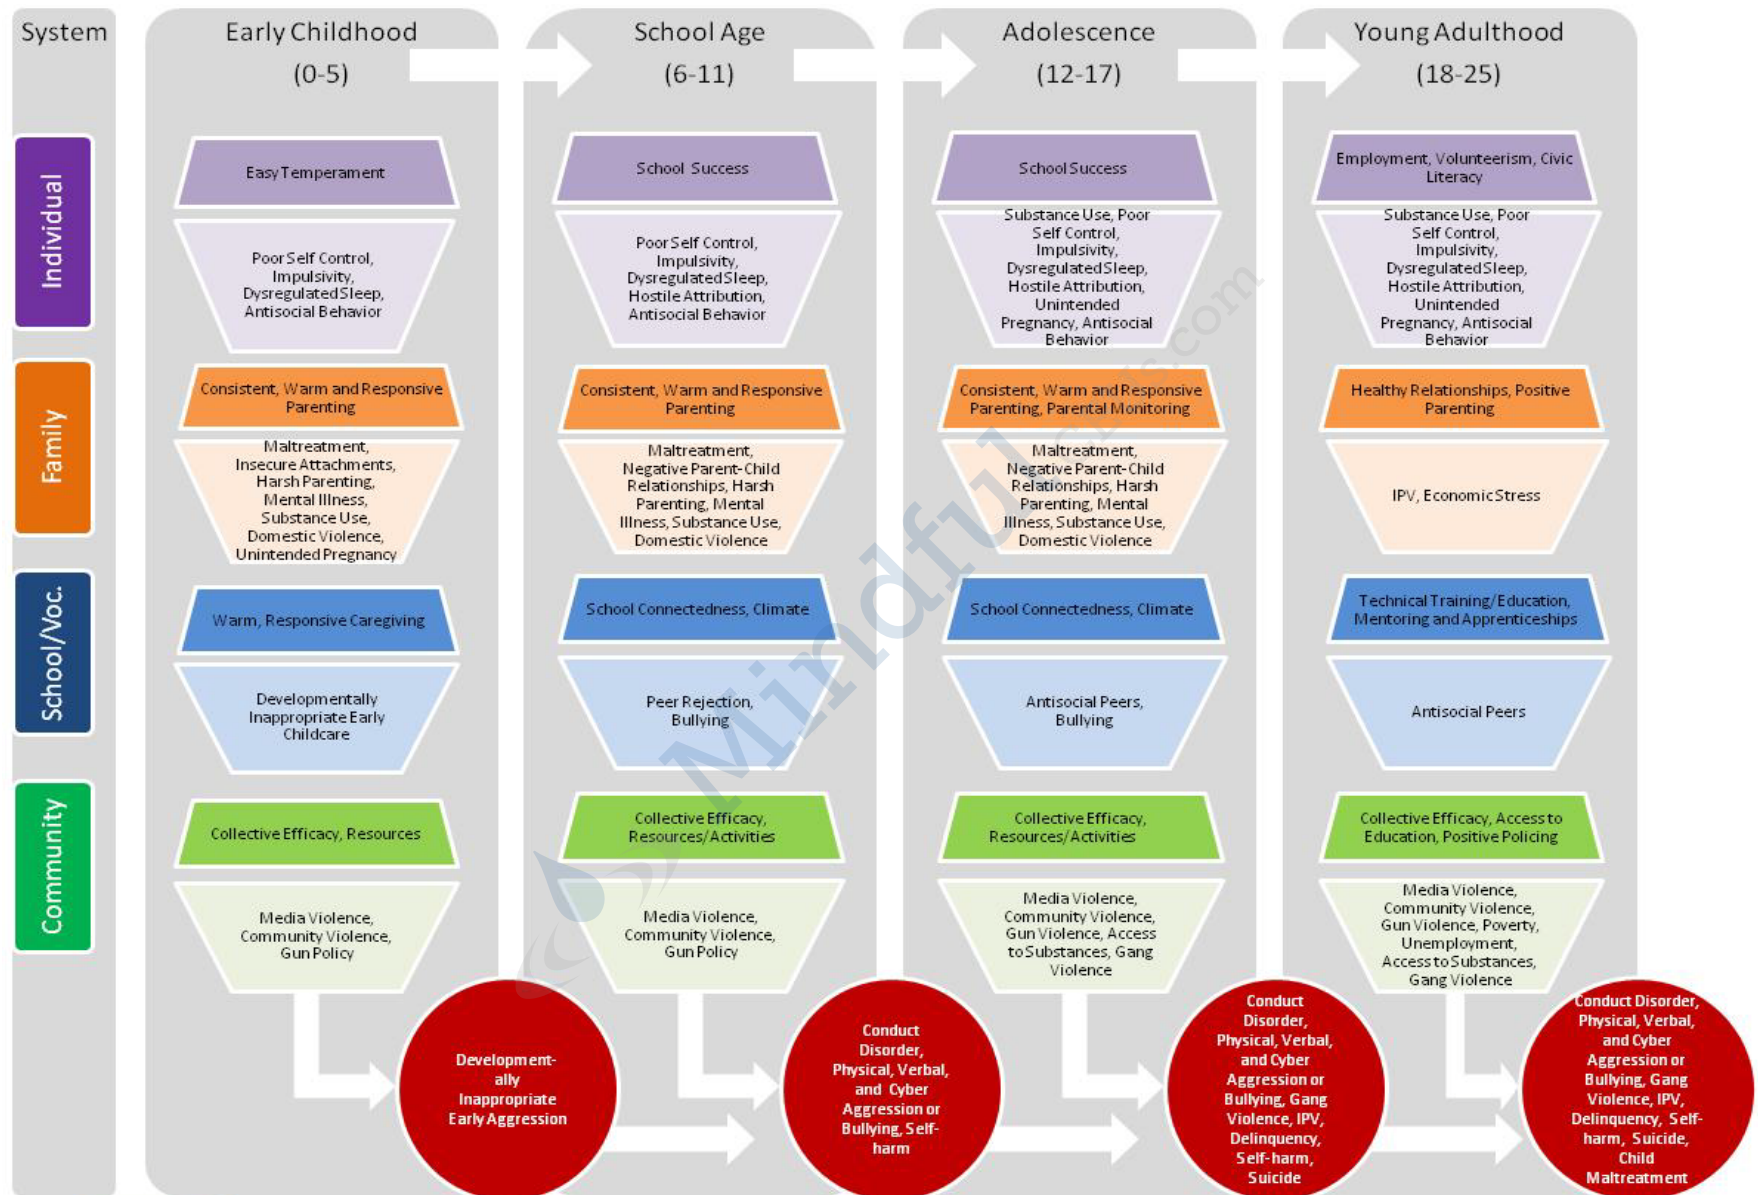 System
Early Childhood
(0-5)
School Age
(6-11)
Adolescence
(12-17)
Young Adulthood
(18-25)
Individual
Easy Temperament
School Success
School Success
Employment, Volunteerism, Civic
Literacy
Poor Self Control,
Impulsivity,
Dysregulated Sleep,
Antisocial Behavior
Poor Self Control,
Impulsivity,
Dysregulated Sleep,
Hostile Attribution,
Antisocial Behavior
Substance Use, Poor
Self Control,
Impulsivity,
Dysregulated Sleep,
Hostile Attribution,
Unintended
Pregnancy, Antisocial
Behavior
Substance Use, Poor
Self Control,
Impulsivity,
Dysregulated Sleep,
Hostile Attribution,
Unintended
Pregnancy, Antisocial
Behavior
Family
Consistent, Warm and Responsive
Parenting
Consistent, Warm and Responsive
Parenting
Consistent, Warm and Responsive
Parenting, Parental Monitoring
Healthy Relationships, Positive
Parenting
Maltreatment,
Insecure Attachments,
Harsh Parenting,
Mental Illness,
Substance Use,
Domestic Violence,
Unintended Pregnancy
Maltreatment,
Negative Parent-Child
Relationships, Harsh
Parenting, Mental
Illness, Substance Use,
Domestic Violence
Maltreatment,
Negative Parent-Child
Relationships, Harsh
Parenting, Mental
Illness, Substance Use,
Domestic Violence
IPV, Economic Stress
School/Voc.
Warm, Responsive Caregiving
School Connectedness, Climate
School Connectedness, Climate
Technical Training/Education,
Mentoring and Apprenticeships
Developmentally
Inappropriate Early
Childcare
Peer Rejection,
Bullying
Antisocial Peers,
Bullying
Antisocial Peers
Community
Collective Efficacy, Resources
Collective Efficacy,
Resources/Activities
Collective Efficacy,
Resources/Activities
Collective Efficacy, Access to
Education, Positive Policing
Media Violence,
Community Violence,
Gun Policy
Media Violence,
Community Violence,
Gun Policy
Media Violence,
Community Violence,
Gun Violence, Access
to Substances, Gang
Violence
Media Violence,
Community Violence,
Gun Violence, Poverty,
Unemployment,
Access to Substances,
Gang Violence
Development-
ally
Inappropriate
Early Aggression
Conduct
Disorder,
Physical, Verbal,
and Cyber
Aggression or
Bullying, Self-
harm
Conduct
Disorder,
Physical, Verbal,
and Cyber
Aggression or
Bullying, Gang
Violence, IPV,
Delinquency,
Self-harm,
Suicide
Conduct Disorder,
Physical, Verbal,
and Cyber
Aggression or
Bullying, Gang
Violence, IPV,
Delinquency, Self-
harm, Suicide,
Child
Maltreatment
Mindful
.com